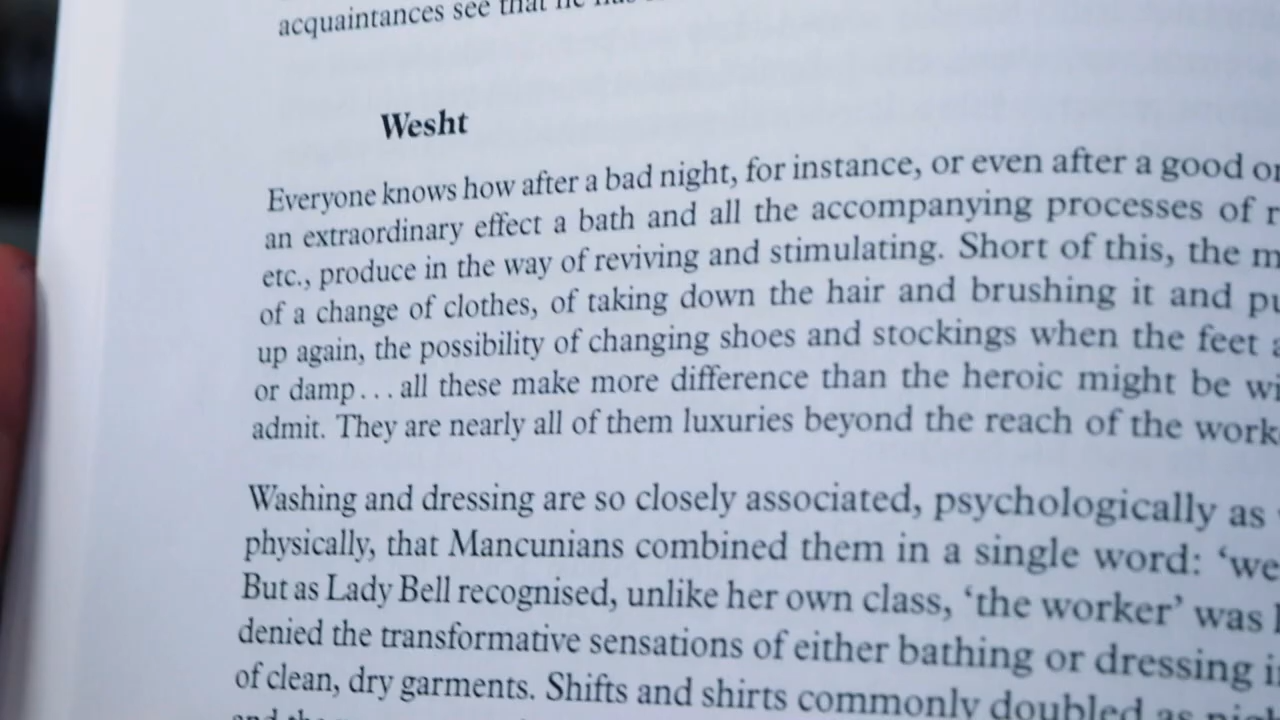 acquaintances see that he
Wesht
Everyone knows how after a bad night, for instance, or even after a good
an extraordinary effect a bath and all the accompanying processes of
etc., produce in the way of reviving and stimulating. Short of this, the
of a change of clothes, of taking down the hair and brushing it and
up again, the possibility of changing shoes and stockings when the feet
or damp... all these make more difference than the heroic might be
admit. They are nearly all of them luxuries beyond the reach of the
Washing and dressing are so closely associated, psychologically as
physically, that Mancunians combined them in a single word:
But as Lady Bell recognised, unlike her own class, ‘the worker’ was
denied the transformative sensations of either bathing or dressing
of clean, dry garments. Shifts and shirts commonly doubled as